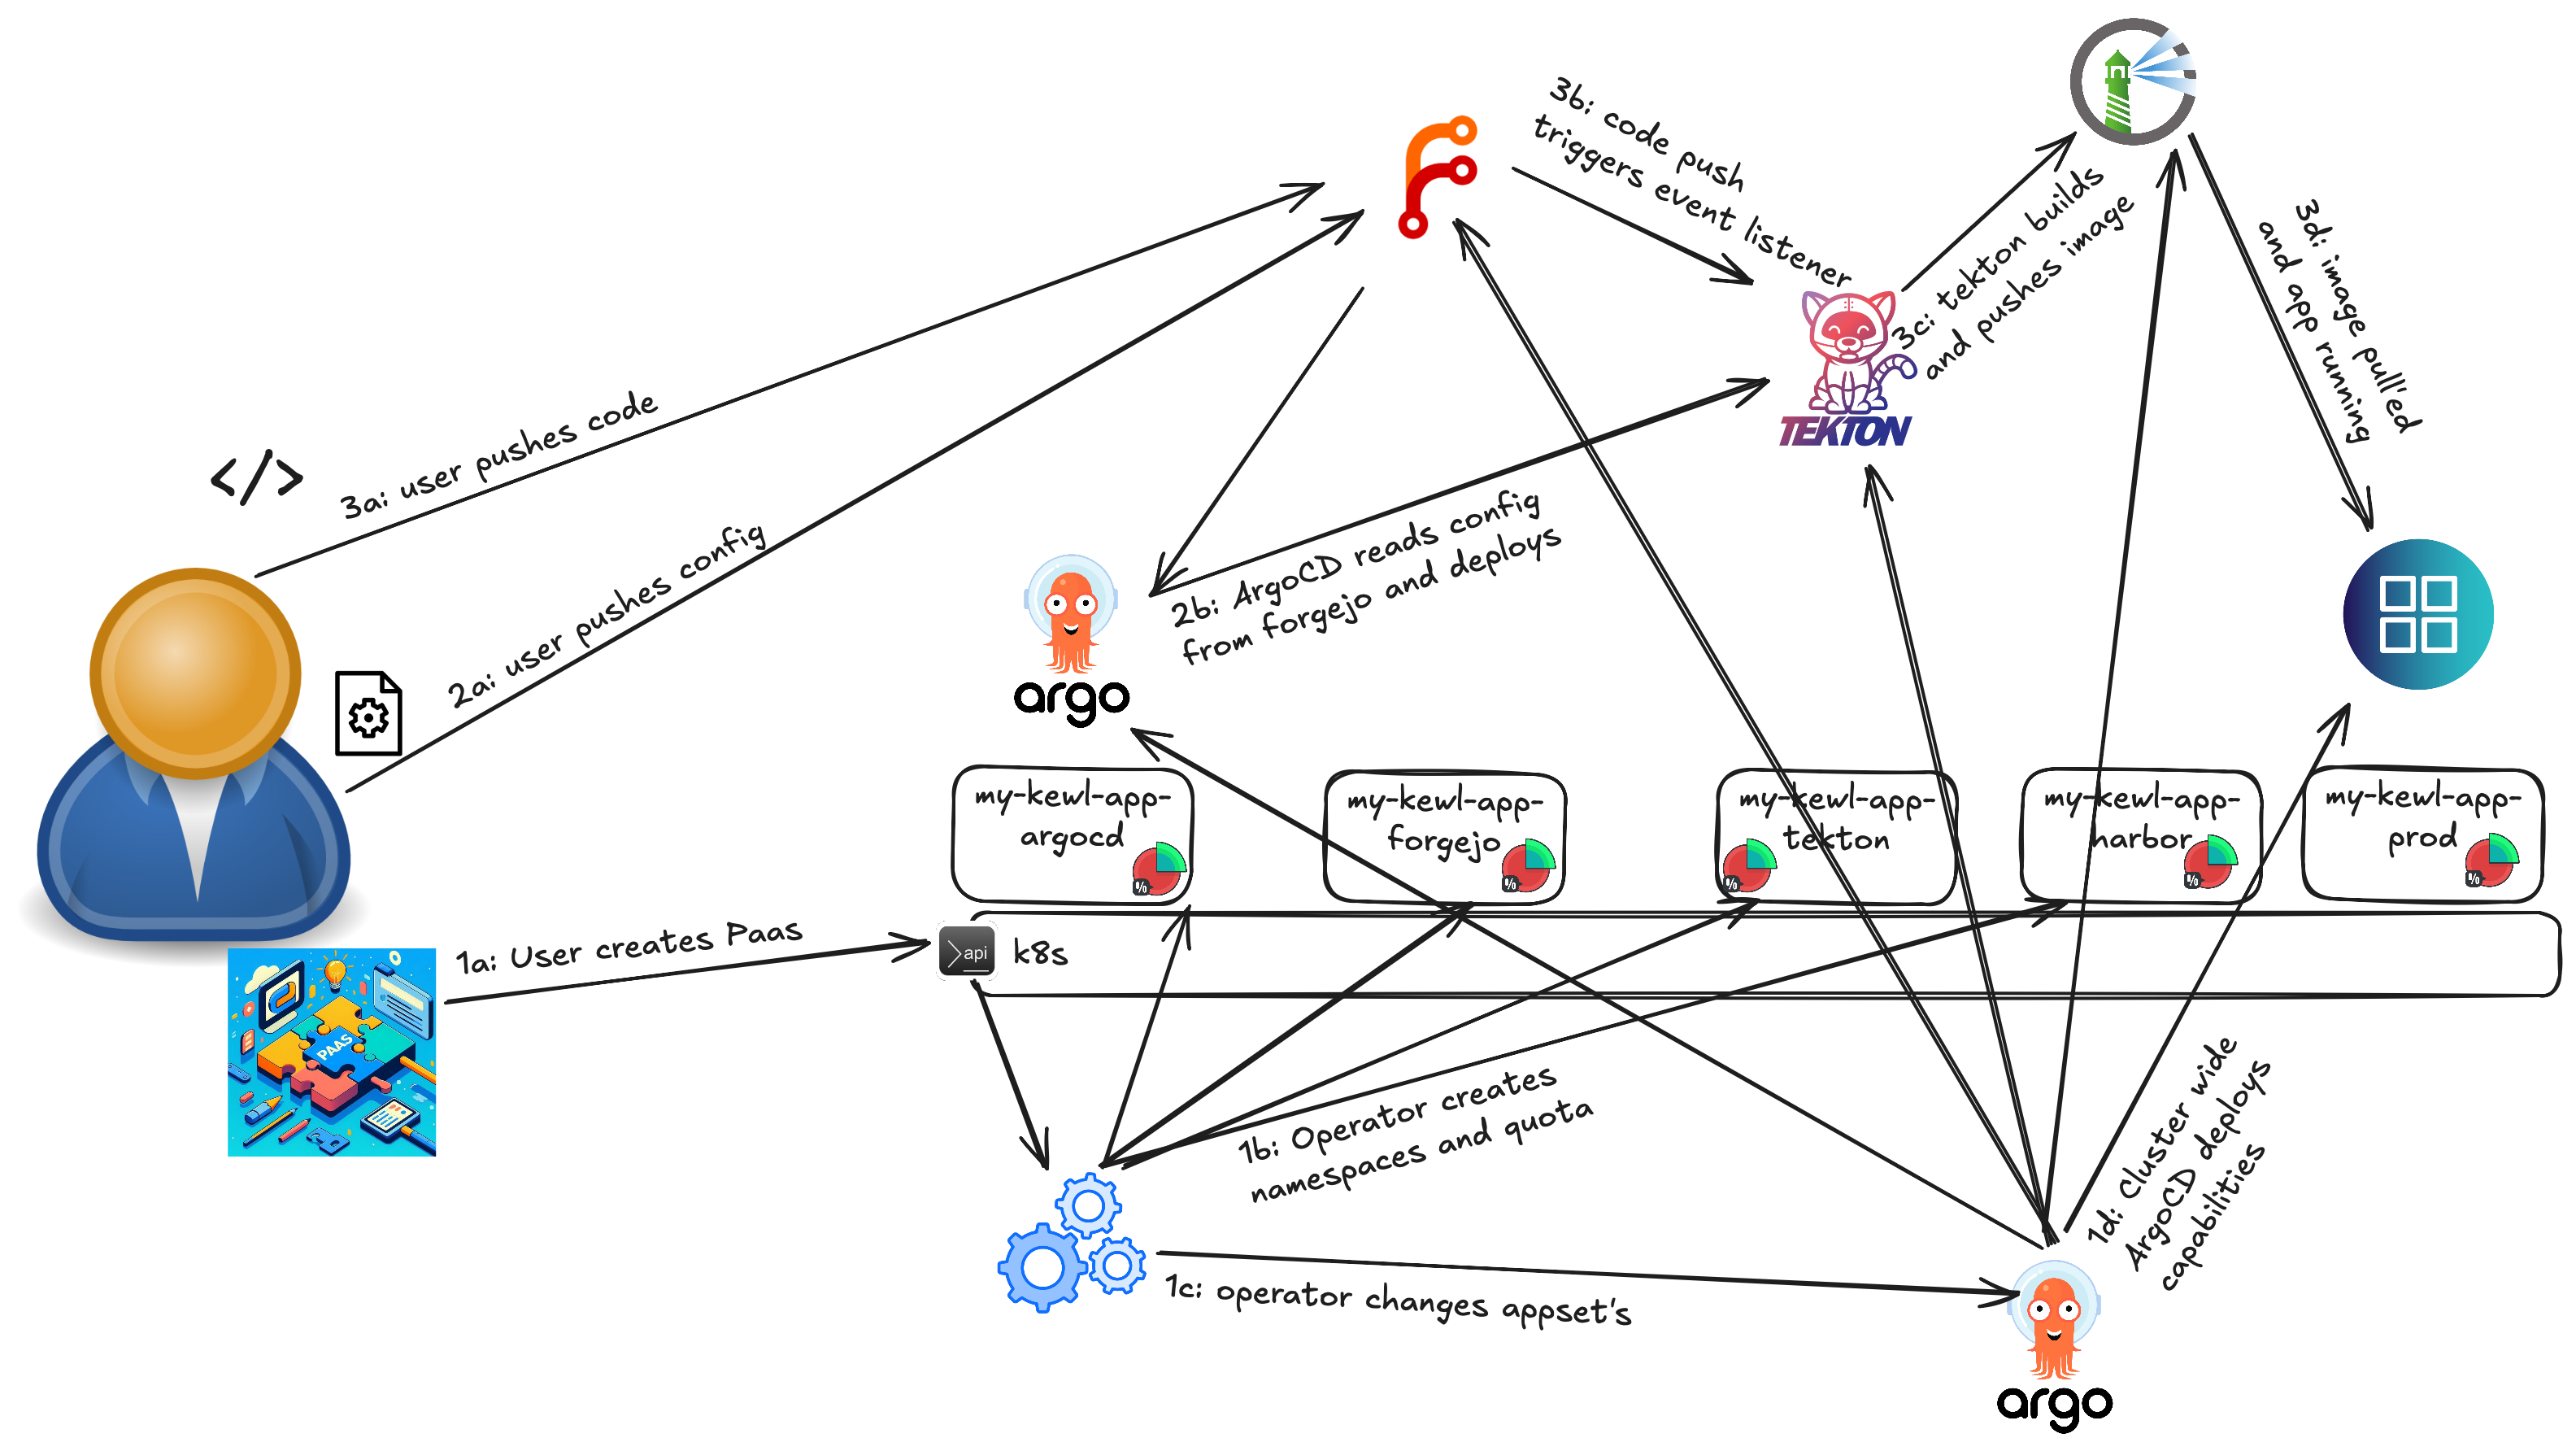 3b: code push
triggers event listener
3c: tekton builds
and pushes image
3d: image pull'ed
and app running
TEKTON
3a: user pushes code
</>
2a: user pushes config
2b: ArgoCD reads config
from forgejo and deploys
argo
my-kewl-app-
argocd
%
my-kewl-app-
forgejo
%
my-kewl-app-
tekton
%
my-kewl-app-
harbor
%
my-kewl-app-
prod
%
1a: User creates Paas
>_api
k8s
PAAS
1b: Operator creates
namespaces and quota
1c: operator changes appset's
1d: Cluster wide
ArgoCD deploys
capabilities
argo